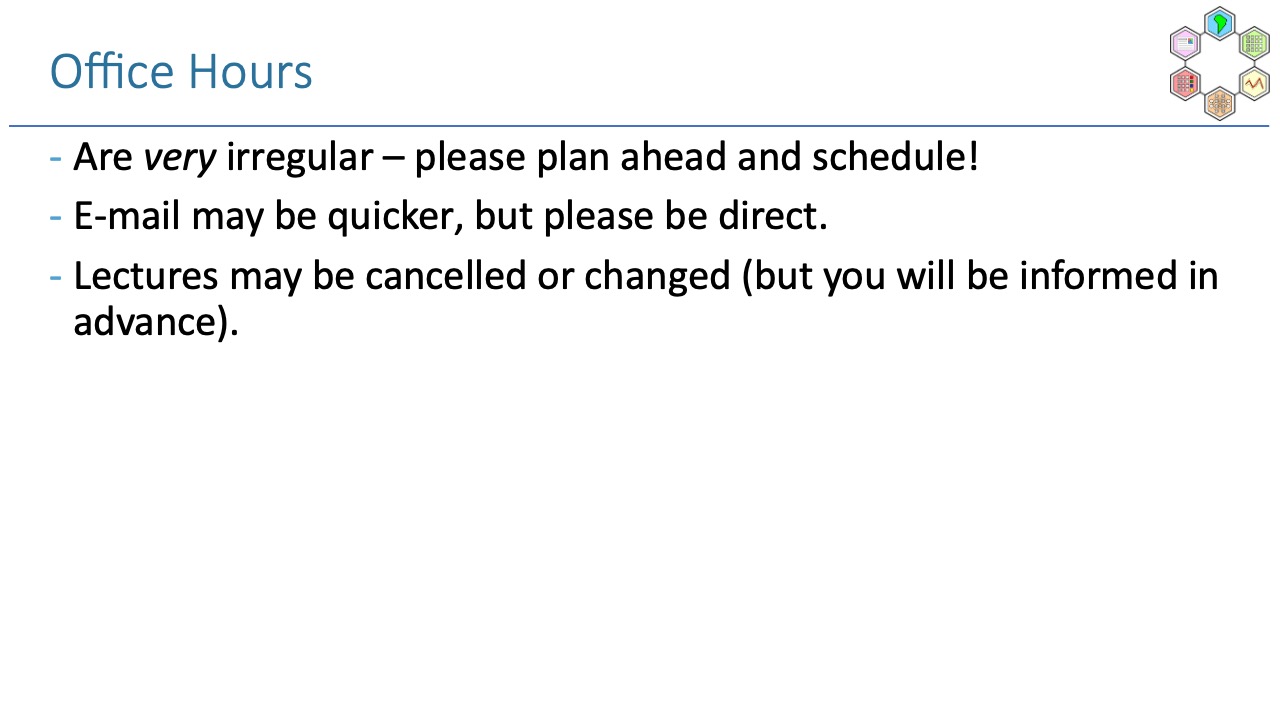 Office Hours
- Are very irregular – please plan ahead and schedule!
- E-mail may be quicker, but please be direct.
- Lectures may be cancelled or changed (but you will be informed in
advance).